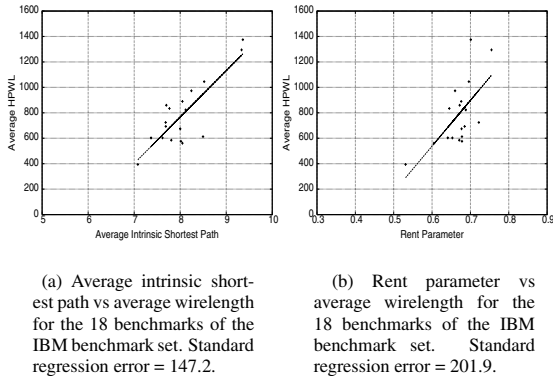 1600
1400
1200
1000
800
600
400
200
0
Average HPWL
5 6 7 8 9 10
Average Intrinsic Shortest Path
1600
1400
1200
1000
800
600
400
200
0
Average HPWL
0.3 0.4 0.5 0.6 0.7 0.8 0.9
Rent Parameter
(a) Average intrinsic short-
est path vs average wirelength
for the 18 benchmarks of the
IBM benchmark set. Standard
regression error = 147.2.
(b) Rent parameter vs
average wirelength for the
18 benchmarks of the IBM
benchmark set. Standard
regression error = 201.9.